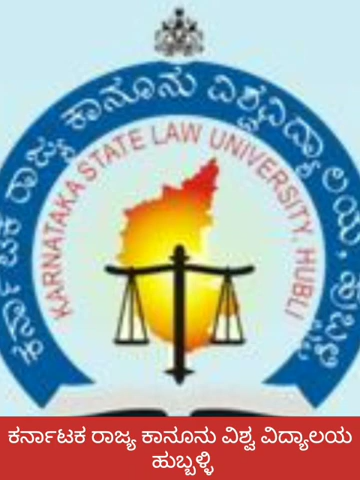 ಕರ್ನಾಟಕ ರಾಜ್ಯ ಕಾನೂನು ವಿಶ್ವವಿದ್ಯಾಲಯ,
KARNATAKA STATE LAW UNIVERSITY, HUBLI
ಕರ್ನಾಟಕ ರಾಜ್ಯ ಕಾನೂನು ವಿಶ್ವ ವಿದ್ಯಾಲಯ
ಹುಬ್ಬಳ್ಳಿ